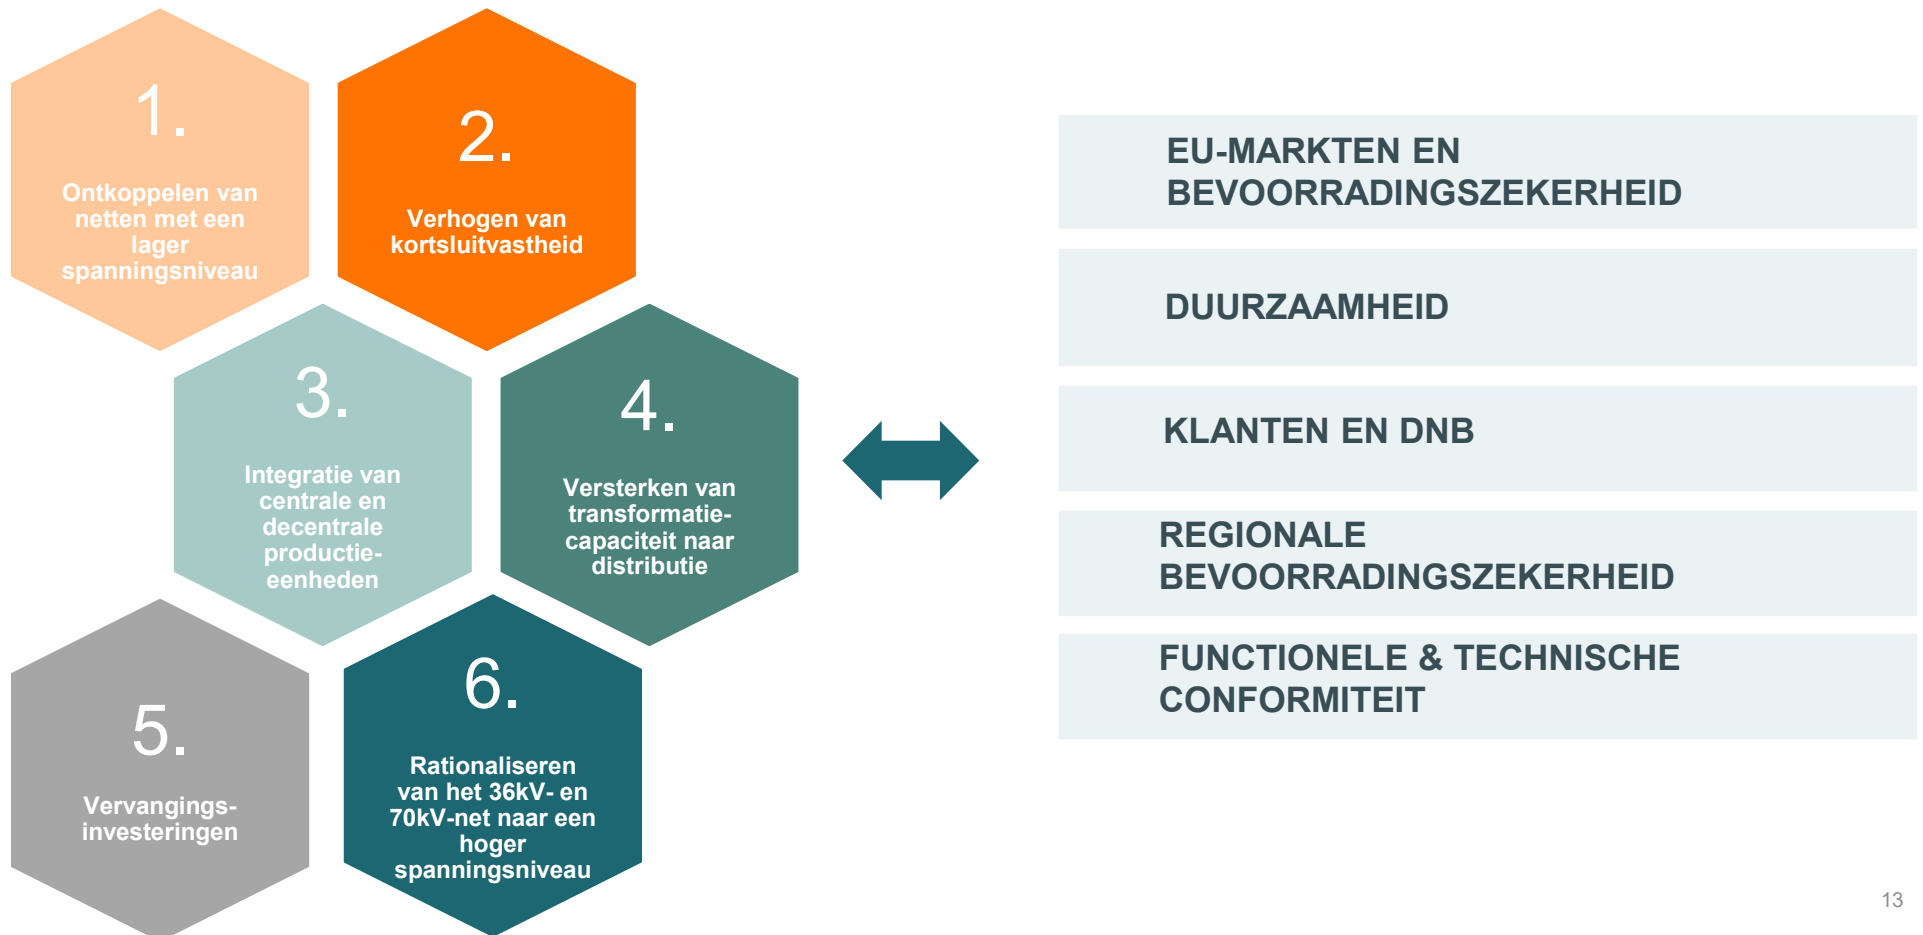 1.
Ontkoppelen van
netten met een
lager
spanningsniveau
2.
Verhogen van
kortsluitvastheid
3.
Integratie van
centrale en
decentrale
productie-
eenheden
4.
Versterken van
transformatie-
capaciteit naar
distributie
5.
Vervangings-
investeringen
6.
Rationaliseren
van het 36kV- en
70kV-net naar een
hoger
spanningsniveau
EU-MARKTEN EN
BEVOORRADINGSZEKERHEID
DUURZAAMHEID
KLANTEN EN DNB
REGIONALE
BEVOORRADINGSZEKERHEID
FUNCTIONELE & TECHNISCHE
CONFORMITEIT
13